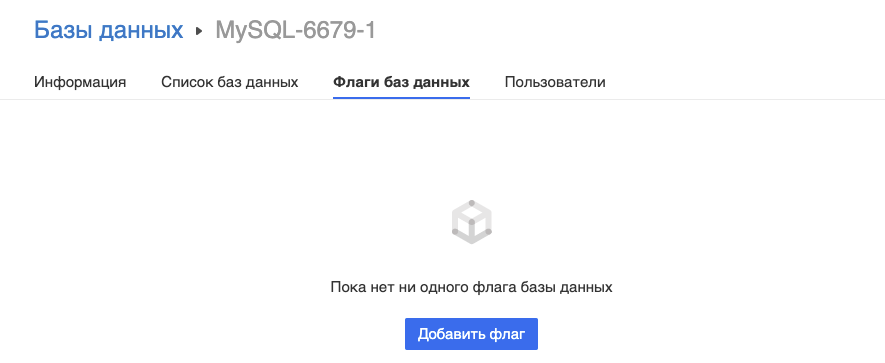 Базы данных ▸ MySQL-6679-1
Информация Список баз данных Флаги баз данных Пользователи
Пока нет ни одного флага базы данных
Добавить флаг